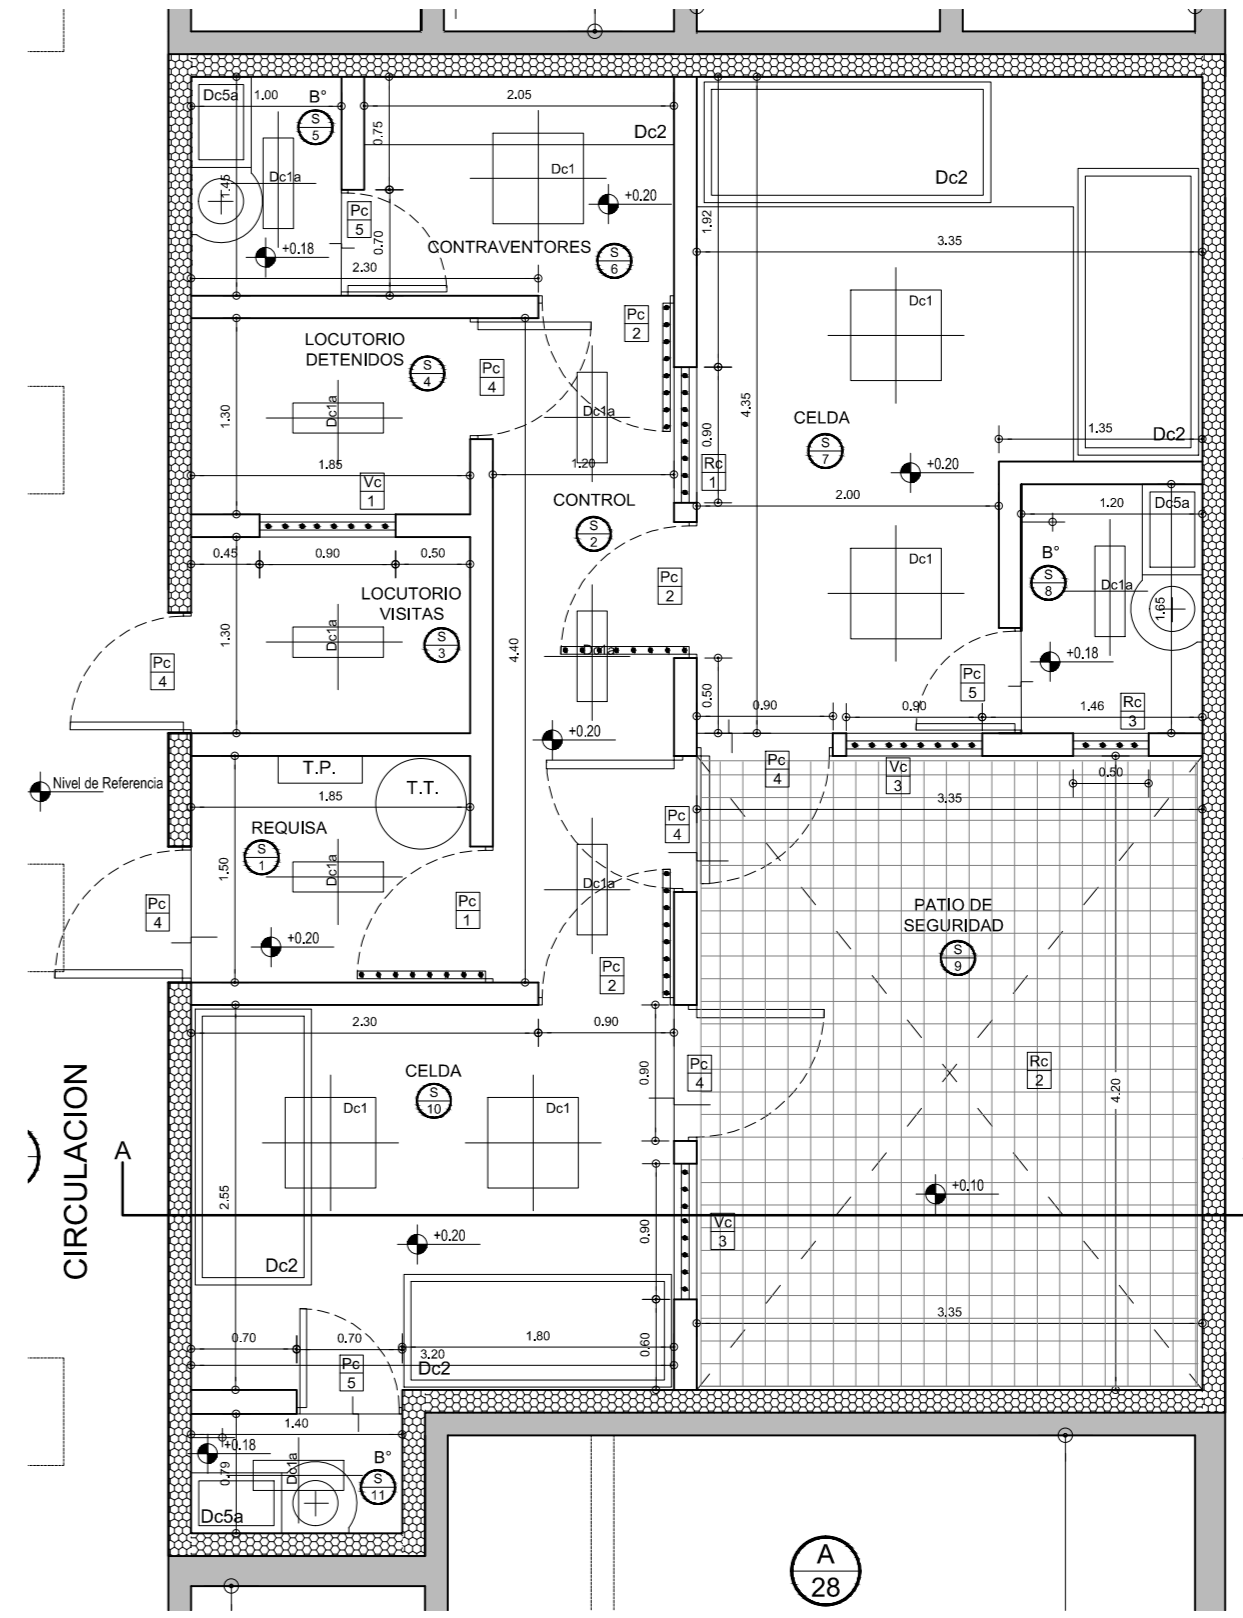 Dc5a
1.00
B°
S
5
0.75
2.05
Dc2
Dc1
Dc1a
1.45
Pc
5
0.70
+0.20
+0.18
CONTRAVENTORES
S
6
2.30
Dc2
1.92
3.35
Dc1
Pc
2
LOCUTORIO
DETENIDOS
S
4
Pc
4
1.30
Dc1a
Dc1a
1.85
Vc
1
1.20
0.90
Rc
1
4.35
CELDA
S
7
+0.20
1.35
Dc2
2.00
CONTROL
S
2
1.20
Dc5a
B°
S
8
Dc1a
1.65
+0.18
0.45
0.90
0.50
LOCUTORIO
VISITAS
S
3
1.30
Dc1a
4.40
Pc
2
Dc1
Dc1a
Pc
4
Pc
5
0.50
0.90
0.90
1.46
Rc
3
+0.20
Nivel de Referencia
T.P.
T.T.
1.85
REQUISA
S
1
1.50
Dc1a
Pc
4
Vc
3
0.50
3.35
Pc
4
Dc1a
Pc
4
Pc
1
+0.20
PATIO DE
SEGURIDAD
S
9
Pc
2
2.30
0.90
CELDA
S
10
Dc1
Dc1
0.90
Pc
4
Rc
2
4.20
CIRCULACION
A
2.55
+0.10
+0.20
0.90
Vc
3
Dc2
3.35
0.70
0.70
1.80
0.60
3.20
Dc2
Pc
5
1.40
+0.18
0.79
Dc1a
B°
S
11
Dc5a
A
28